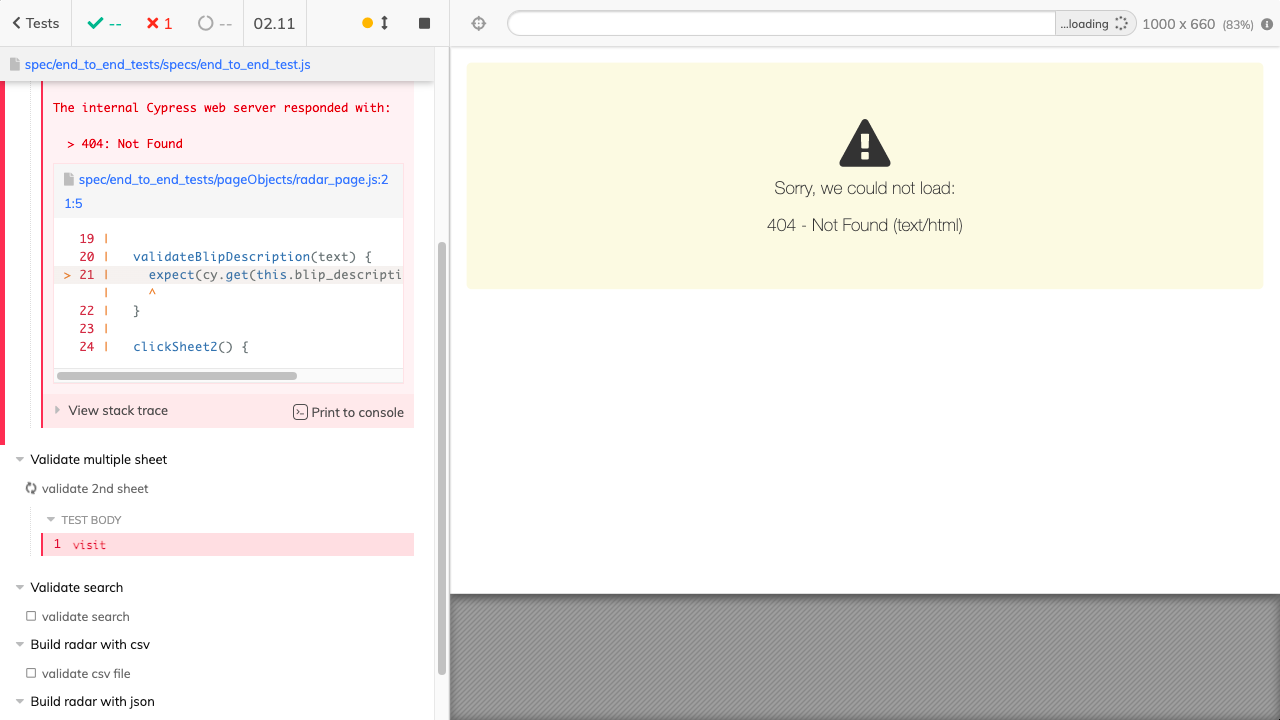 Tests
--
1
--
02.11
...loading
1000 x 660 (83%)
spec/end_to_end_tests/specs/end_to_end_test.js
The internal Cypress web server responded with:
> 404: Not Found
spec/end_to_end_tests/pageObjects/radar_page.js:2
1:5
19 |
20 | validateBlipDescription(text) {
> 21 | expect(cy.get(this.blip_descripti
| ^
22 | }
23 |
24 | clickSheet2() {
View stack trace
Print to console
Validate multiple sheet
validate 2nd sheet
TEST BODY
1 visit
Validate search
validate search
Build radar with csv
validate csv file
Build radar with json
Sorry, we could not load:
404 - Not Found (text/html)